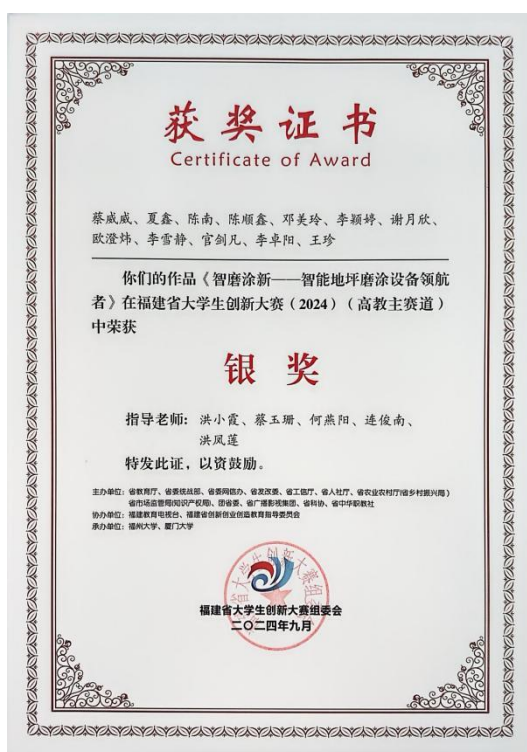 获奖证书
Certificate of Award
蔡威威、夏鑫、陈南、陈顺鑫、邓美玲、李颖婷、谢月欣、
欧澄炜、李雪静、官剑凡、李卓阳、王珍
你们的作品《智磨涂新——智能地坪磨涂设备领航
者》在福建省大学生创新大赛（2024）（高教主赛道）
中荣获
银奖
指导老师：洪小霞、蔡玉珊、何燕阳、连俊南、
洪凤莲
特发此证，以资鼓励。
主办单位：省教育厅、省委统战部、省委网信办、省发改委、省工信厅、省人社厅、省农业农村厅(省乡村振兴局)
省市场监管局(知识产权局)、团省委、省广播影视集团、省科协、省中华职教社
协办单位：福建教育电视台、福建省创新创业创造教育指导委员会
承办单位：福州大学、厦门大学
福建省大学生创新大赛组委会
二〇二四年九月